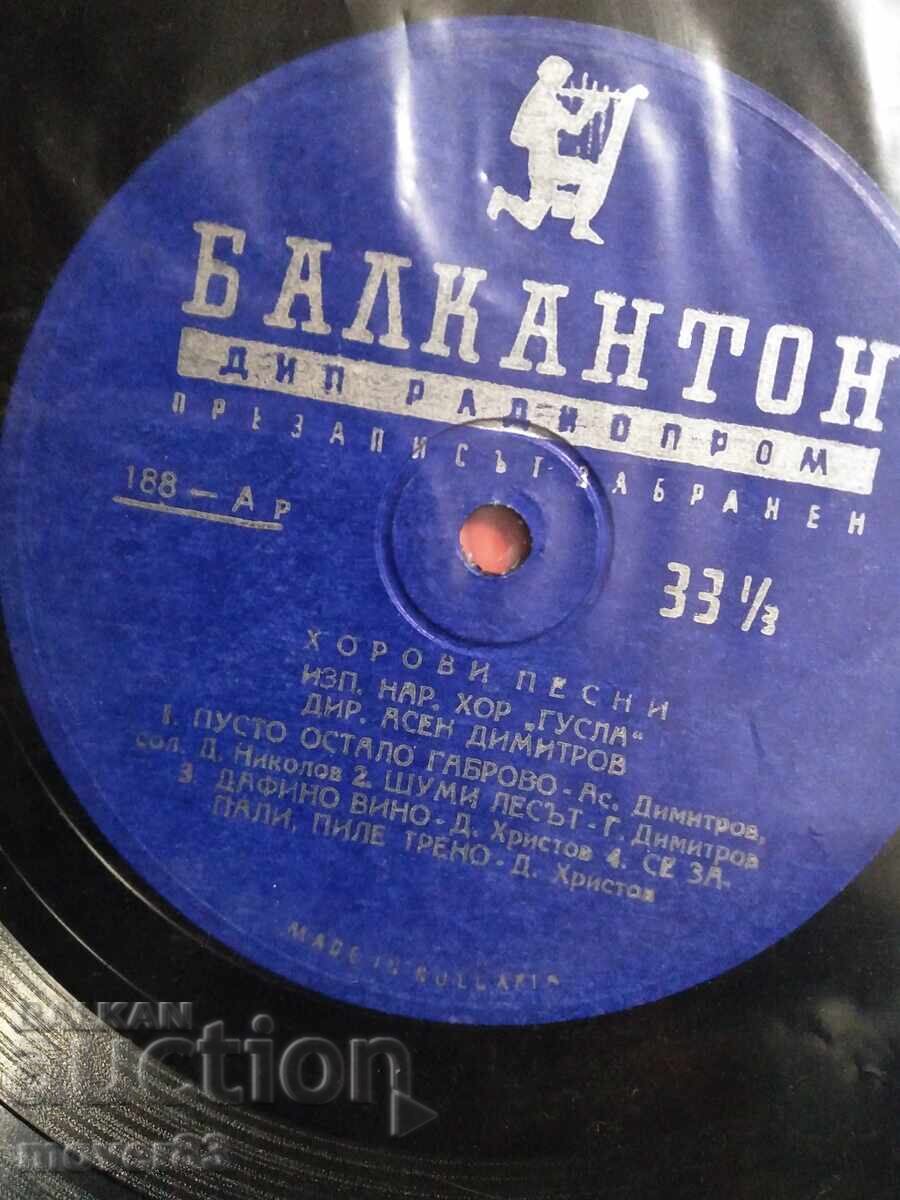 БАЛКАНТОН
ДИП РАДИОПРОМ
ПРЕЗАПИСЪТ ЗАБРАНЕН
188 – АР
33 1/3
ХОРОВИ ПЕСНИ
ИЗП. НАР. ХОР „ГУСЛА“
ДИР. АСЕН ДИМИТРОВ
1. ПУСТО ОСТАЛО ГАБРОВО - Ас. Димитров,
сол. Д. Николов 2. ШУМИ ЛЕСЪТ - Г. Димитров
3. ДАФИНО ВИНО - Д. Христов 4. СЕ ЗА-
ПАЛИ, ПИЛЕ ТРЕНО - Д. Христов
MADE IN BULGARIA
BALKAN
auction
mover83